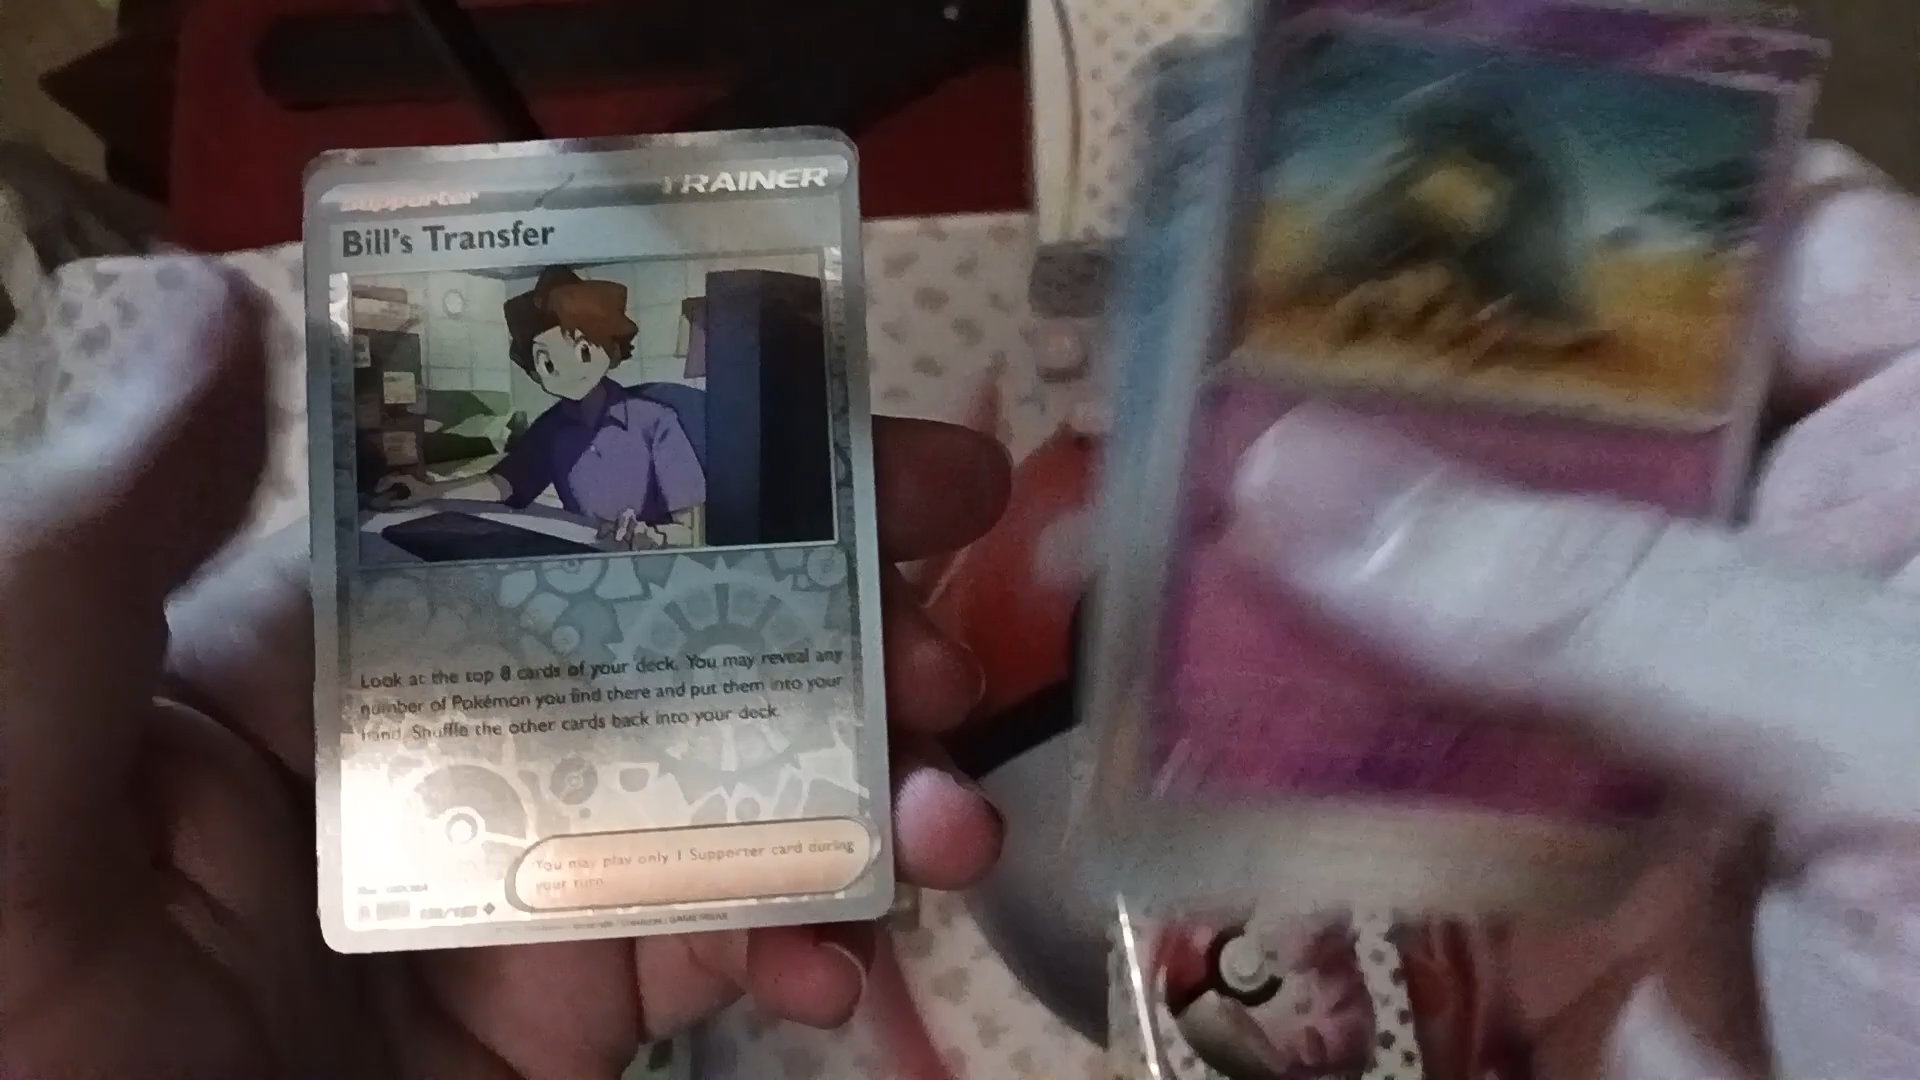 Supporter
TRAINER
Bill's Transfer
Look at the top 8 cards of your deck. You may reveal any
number of Pokémon you find there and put them into your
hand. Shuffle the other cards back into your deck.
You may play only 1 Supporter card during
your turn.